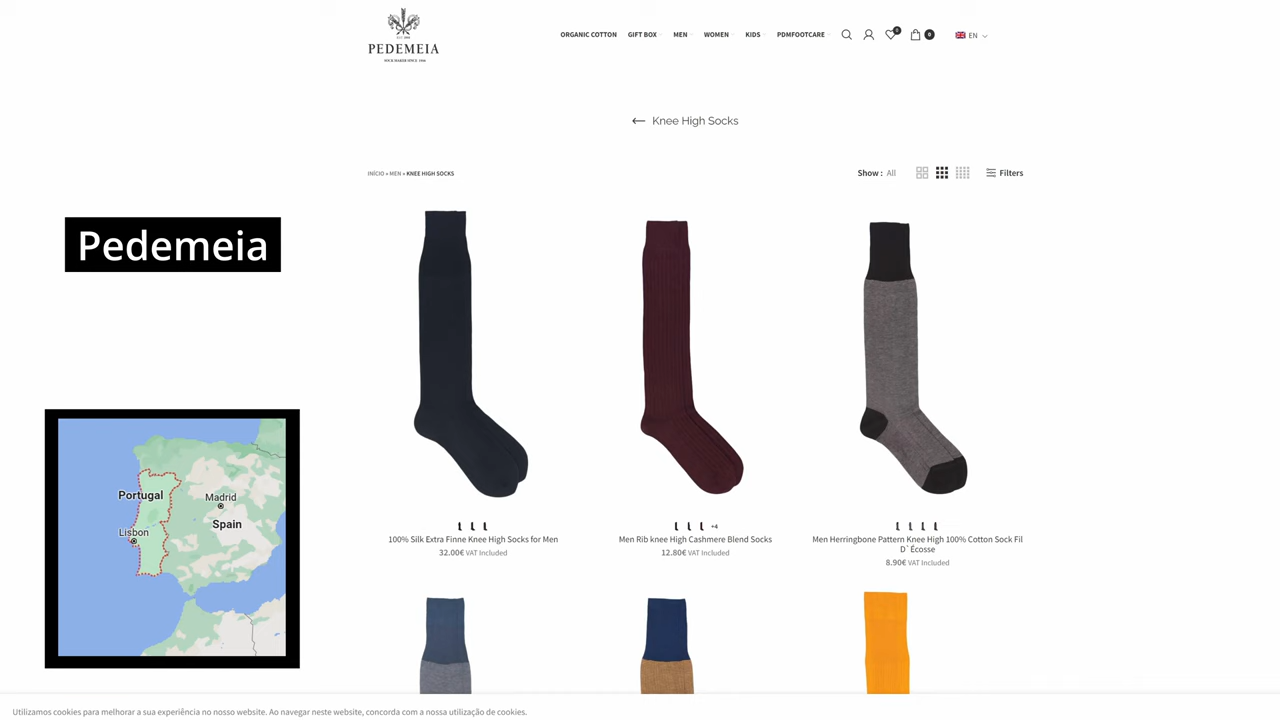 PEDEMEIA
ORGANIC COTTON GIFT BOX MEN WOMEN KIDS PDMFOOTCARE 0 0 EN
Knee High Socks
INÍCIO » MEN » KNEE HIGH SOCKS
Show : All Filters
Pedemeia
Portugal
Madrid
Spain
Lisbon
+4
100% Silk Extra Finne Knee High Socks for Men
32.00€ VAT Included
Men Rib knee High Cashmere Blend Socks
12.80€ VAT Included
Men Herringbone Pattern Knee High 100% Cotton Sock Fil
D`Écosse
8.90€ VAT Included
Utilizamos cookies para melhorar a sua experiência no nosso website. Ao navegar neste website, concorda com a nossa utilização de cookies.